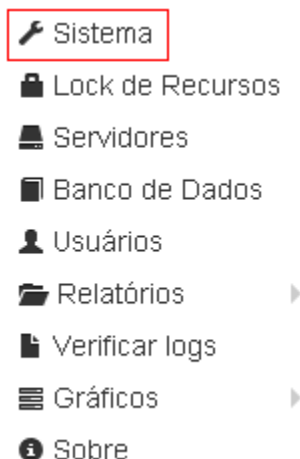 Sistema
Lock de Recursos
Servidores
Banco de Dados
Usuários
Relatórios
Verificar logs
Gráficos
Sobre